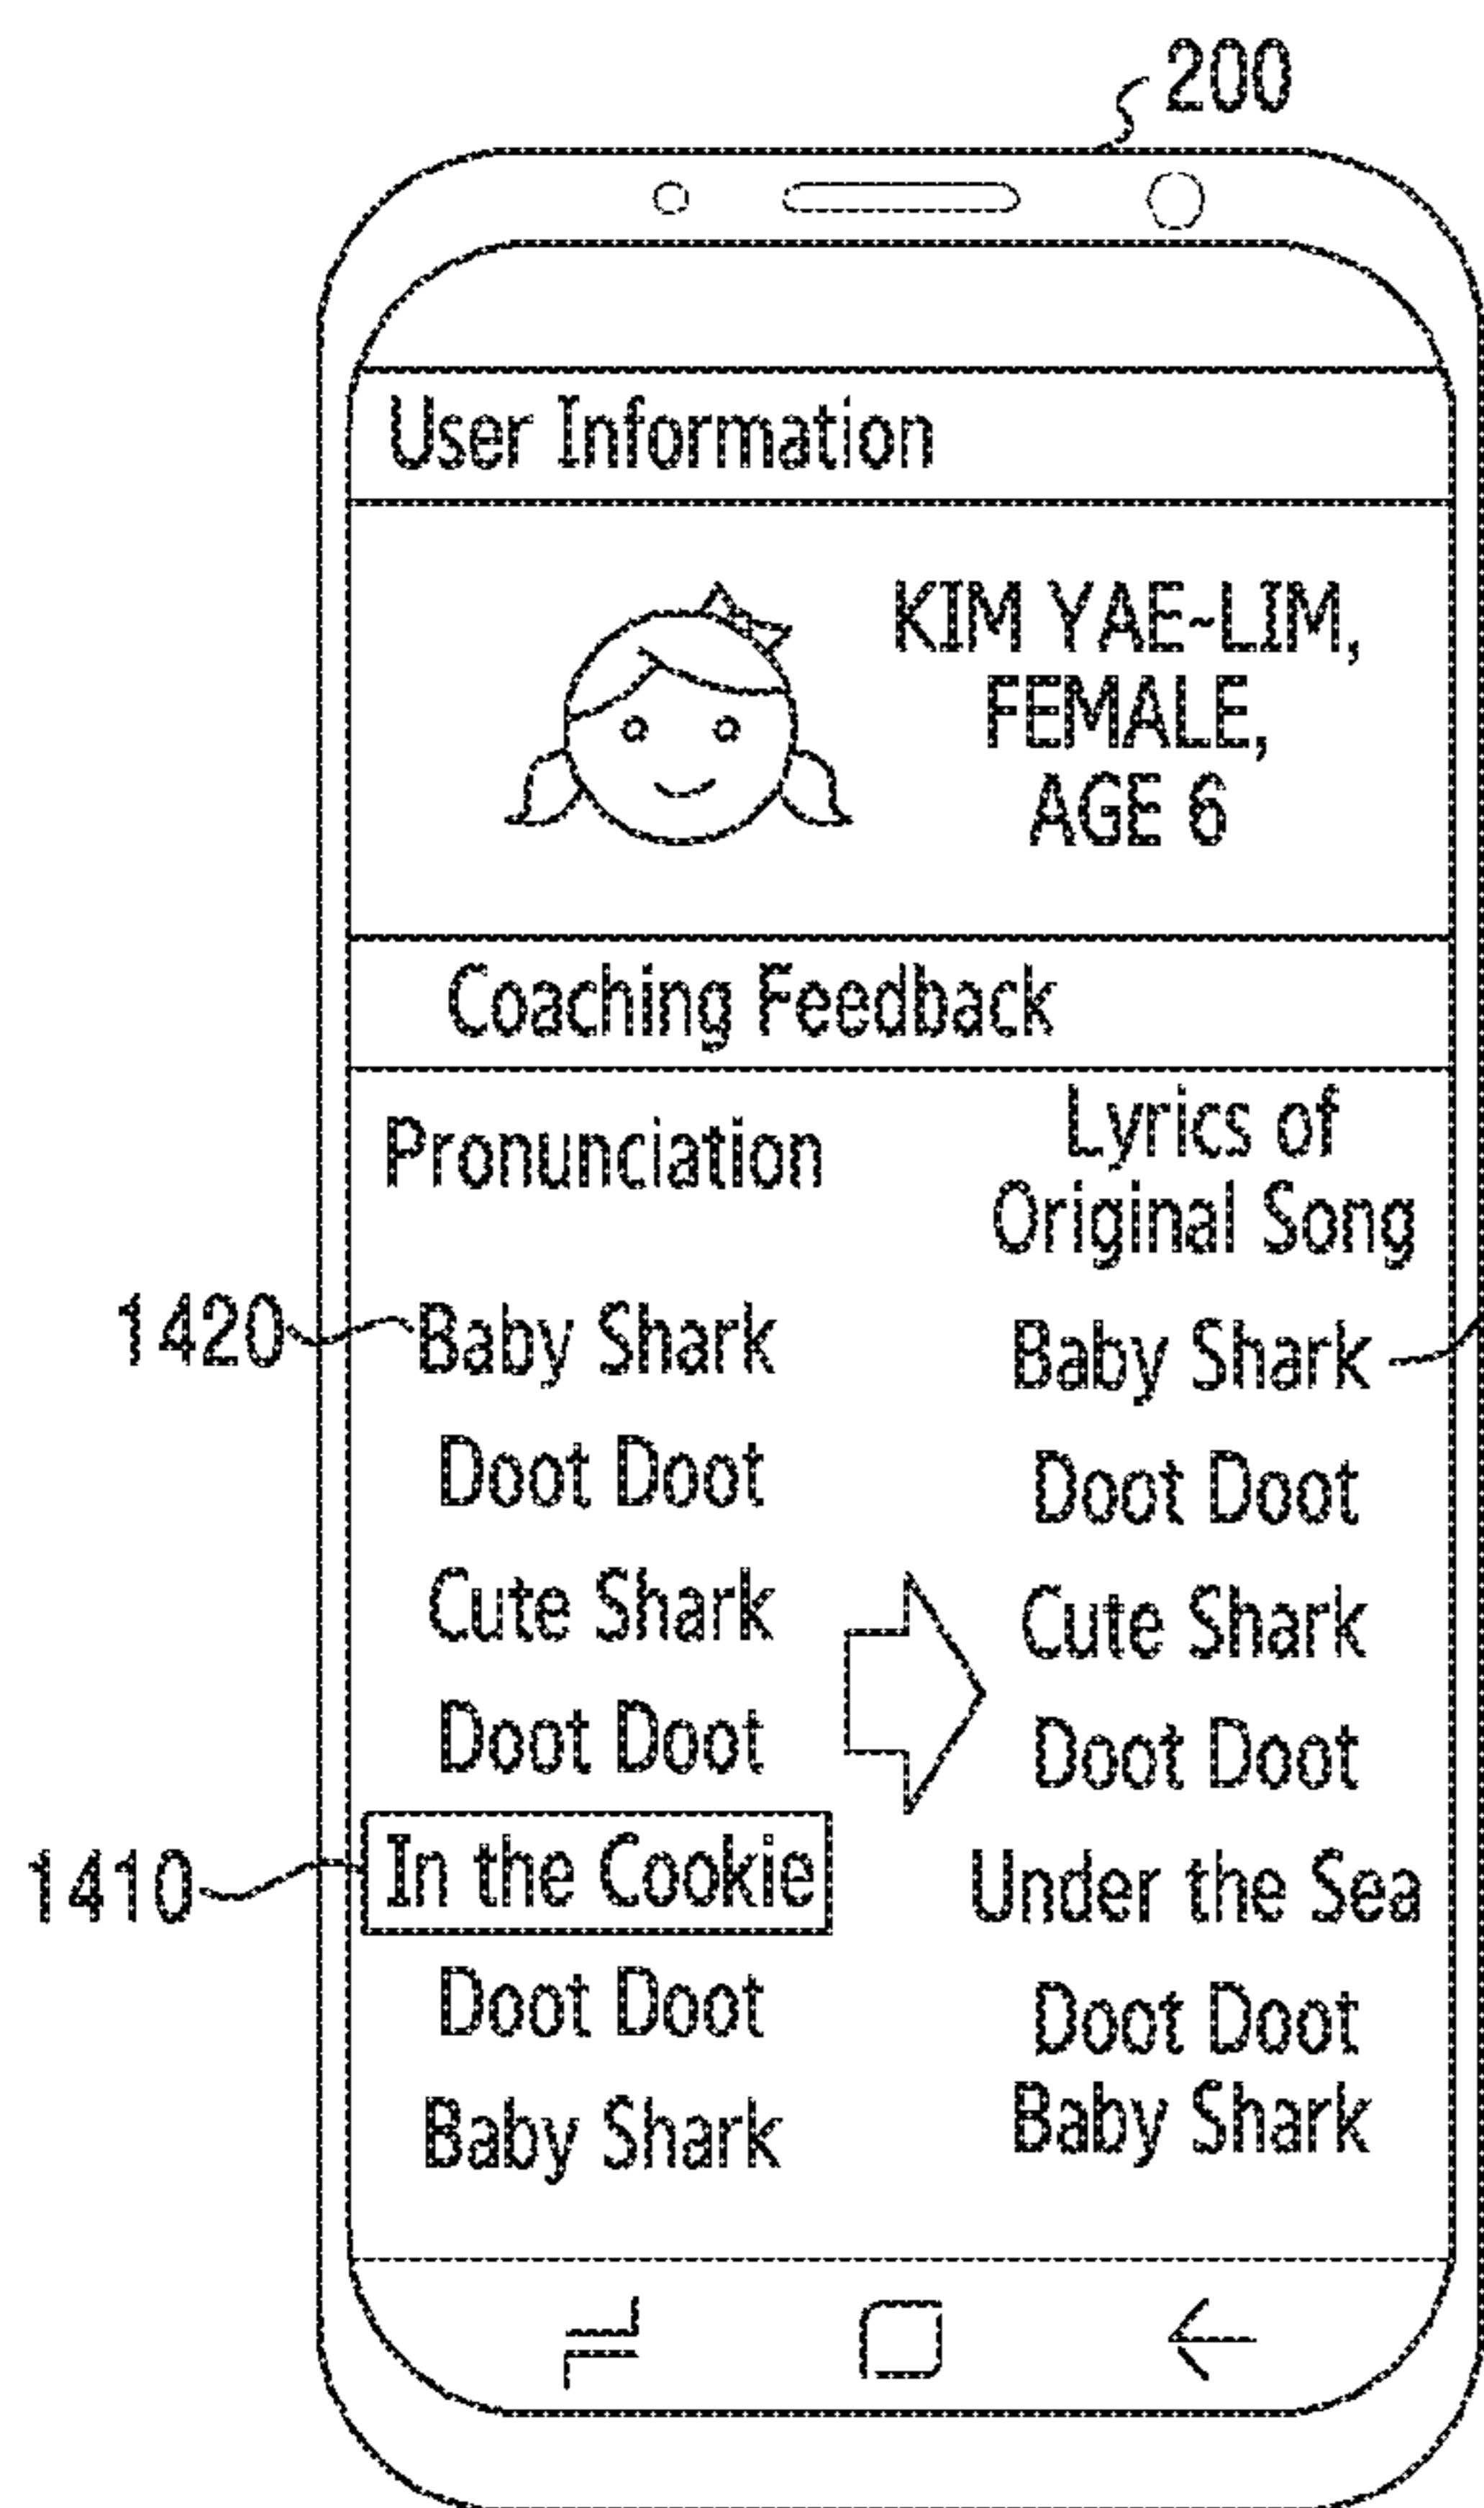 200
User Information
KIM YAE-LIM,
FEMALE,
AGE 6
Coaching Feedback
Pronunciation
Lyrics of
Original Song
1420
Baby Shark
Baby Shark
Doot Doot
Doot Doot
Cute Shark
Cute Shark
Doot Doot
Doot Doot
1410
In the Cookie
Under the Sea
Doot Doot
Doot Doot
Baby Shark
Baby Shark